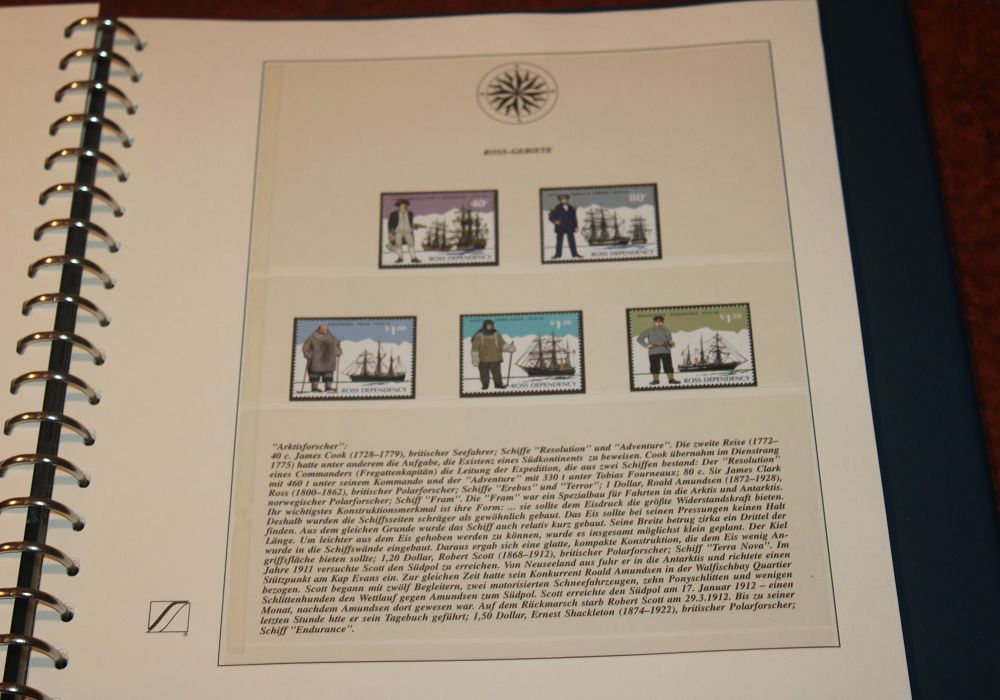 ROSS-GEBIETE
40c
ROSS DEPENDENCY
80c
ROSS DEPENDENCY
$1.00
ROSS DEPENDENCY
$1.20
ROSS DEPENDENCY
$1.50
ROSS DEPENDENCY
"Arktisforscher":
40 c. James Cook (1728–1779), britischer Seefahrer; Schiffe "Resolution" und "Adventure". Die zweite Reise (1772–
1775) hatte unter anderem die Aufgabe, die Existenz eines Südkontinents zu beweisen. Cook übernahm im Dienstrung
eines Commanders (Fregattenkapitän) die Leitung der Expedition, die aus zwei Schiffen bestand: Der "Resolution"
mit 460 t unter seinem Kommando und der "Adventure" mit 330 t unter Tobias Fourneaux; 80 c. Sir James Clark
Ross (1800–1862), britischer Polarforscher; Schiffe "Erebus" und "Terror"; 1 Dollar, Roald Amundsen (1872–1928),
norwegischer Polarforscher; Schiff "Fram". Die "Fram" war ein Spezialbau für Fahrten in die Arktis und Antarktis.
Ihr wichtigstes Konstruktionsmerkmal ist ihre Form: ... sie sollte dem Eisdruck die größte Widerstandskraft bieten.
Deshalb wurden die Schiffsseiten schräger als gewöhnlich gebaut. Das Eis sollte bei seinen Pressungen keinen Halt
finden. Aus dem gleichen Grunde wurde das Schiff auch relativ kurz gebaut. Seine Breite betrug zirka ein Drittel der
Länge. Um leichter aus dem Eis gehoben werden zu können, wurde es insgesamt möglichst klein geplant. Der Kiel
wurde in die Schiffswände eingebaut. Daraus ergab sich eine glatte, kompakte Konstruktion, die dem Eis wenig An-
griffsfläche bieten sollte; 1,20 Dollar, Robert Scott (1868–1912), britischer Polarforscher; Schiff "Terra Nova". Im
Jahre 1911 versuchte Scott den Südpol zu erreichen. Von Neuseeland aus fuhr er in die Antarktis und richtete einen
Stützpunkt am Kap Evans ein. Zur gleichen Zeit hatte sein Konkurrent Roald Amundsen in der Walfischbay Quartier
bezogen. Scott begann mit zwölf Begleitern, zwei motorisierten Schneefahrzeugen, zehn Ponyschlitten und wenigen
Schlittenhunden den Wettlauf gegen Amundsen zum Südpol. Scott erreichte den Südpol am 17. Januar 1912 – einen
Monat, nachdem Amundsen dort gewesen war. Auf dem Rückmarsch starb Robert Scott am 29.3.1912. Bis zu seiner
letzten Stunde htte er sein Tagebuch geführt; 1,50 Dollar, Ernest Shackleton (1874–1922), britischer Polarforscher;
Schiff "Endurance".